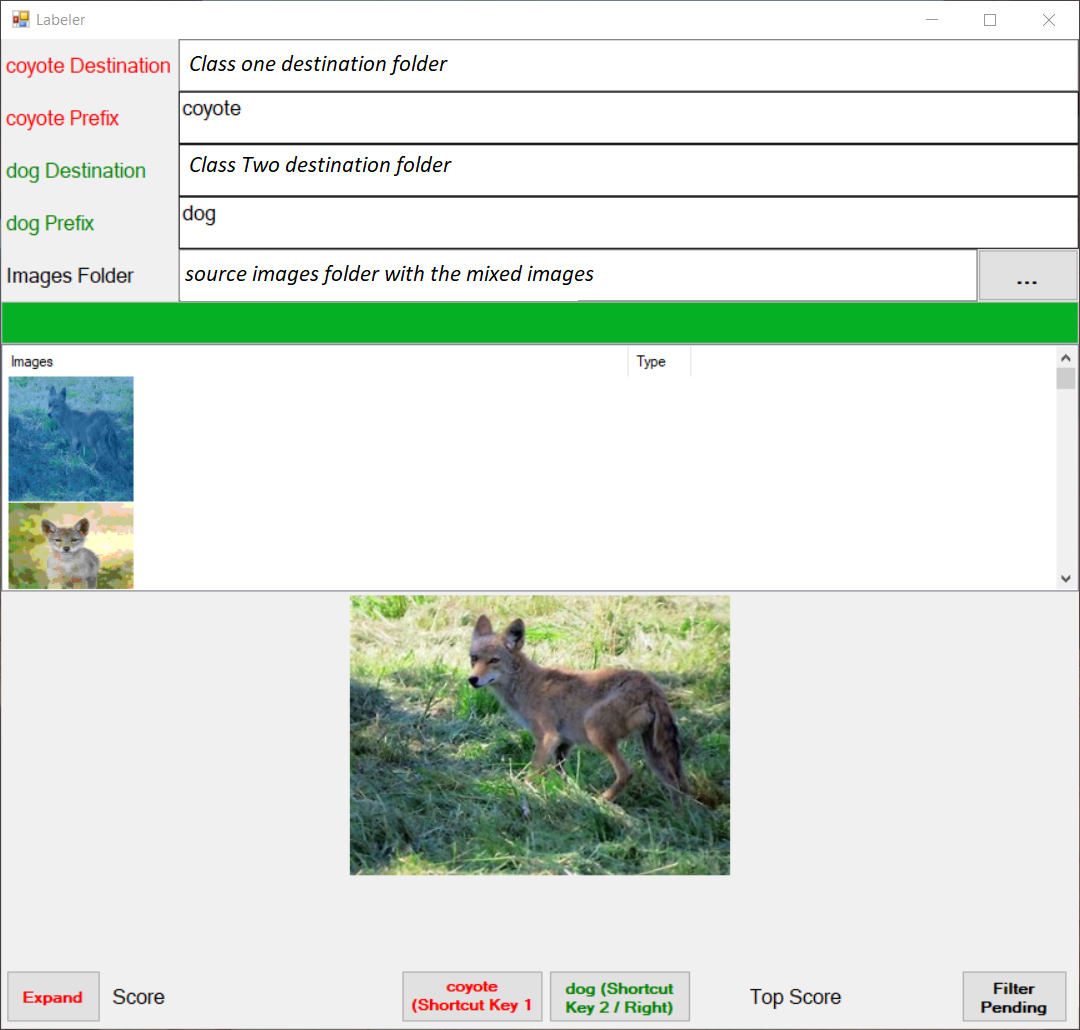 Labeler
coyote Destination
Class one destination folder
coyote Prefix
coyote
dog Destination
Class Two destination folder
dog Prefix
dog
Images Folder
source images folder with the mixed images
...
Images
Type
Expand
Score
coyote
(Shortcut Key 1
dog (Shortcut
Key 2 / Right)
Top Score
Filter
Pending